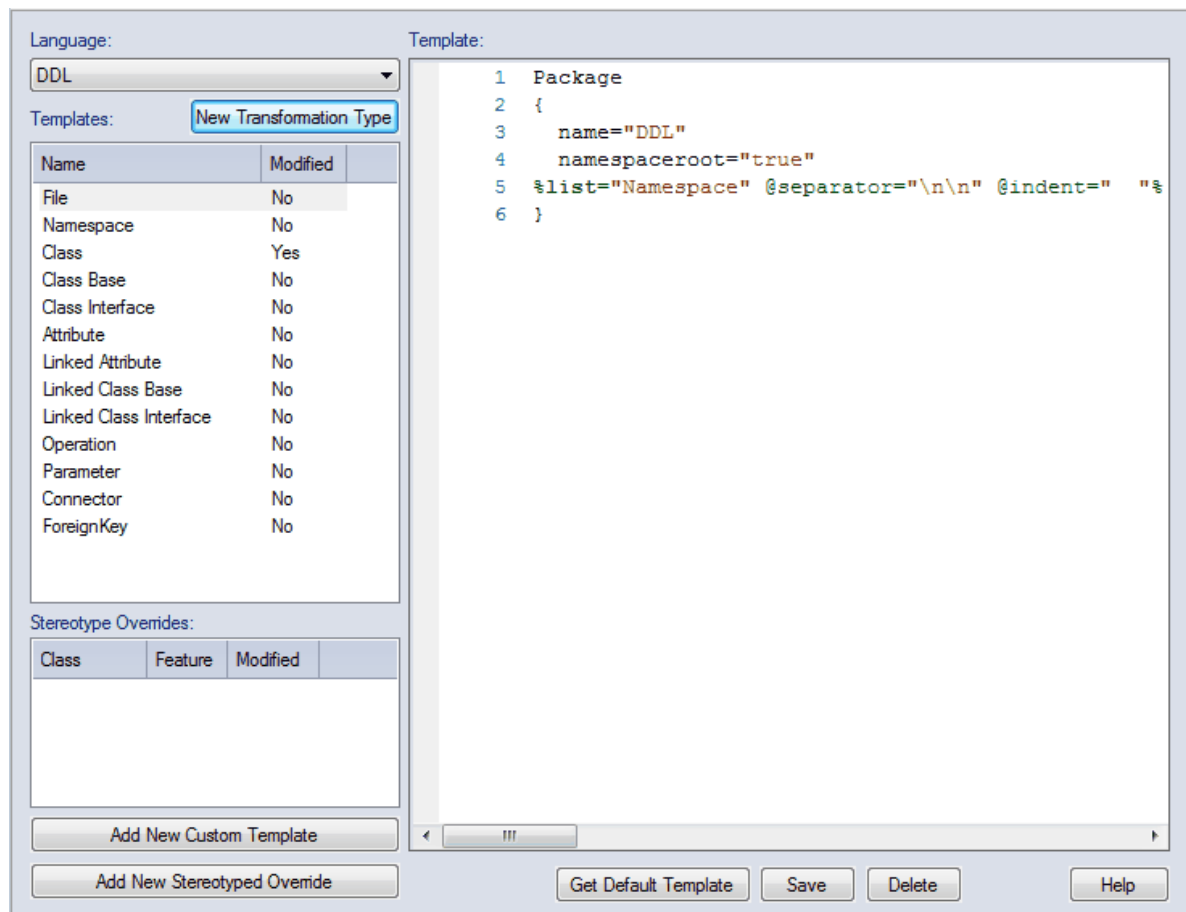 Language:
DDL
Templates:
New Transformation Type
Name Modified
File No
Namespace No
Class Yes
Class Base No
Class Interface No
Attribute No
Linked Attribute No
Linked Class Base No
Linked Class Interface No
Operation No
Parameter No
Connector No
ForeignKey No
Stereotype Overrides:
Class Feature Modified
Add New Custom Template
Add New Stereotyped Override
Template:
1 Package
2 {
3   name="DDL"
4   namespaceroot="true"
5 %list="Namespace" @separator="\n\n" @indent="  "%
6 }
Get Default Template Save Delete Help